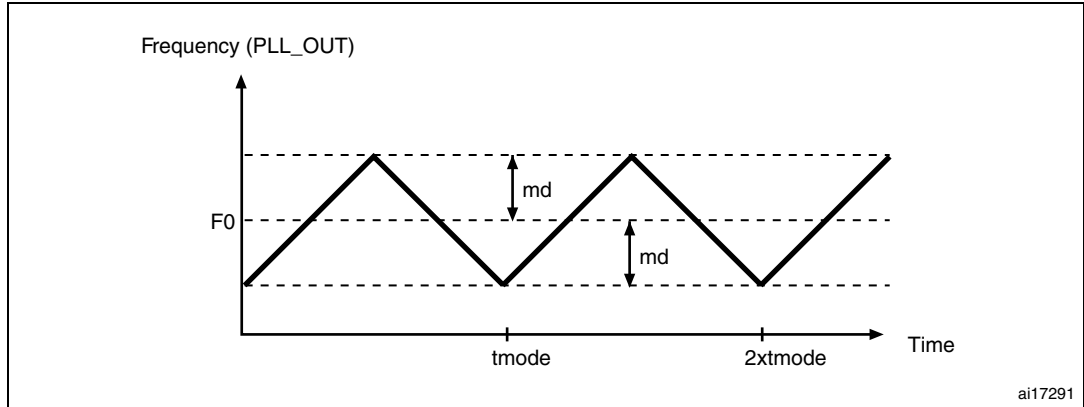 Frequency (PLL_OUT)
md
F0
md
tmode
2xtmode
Time
ai17291